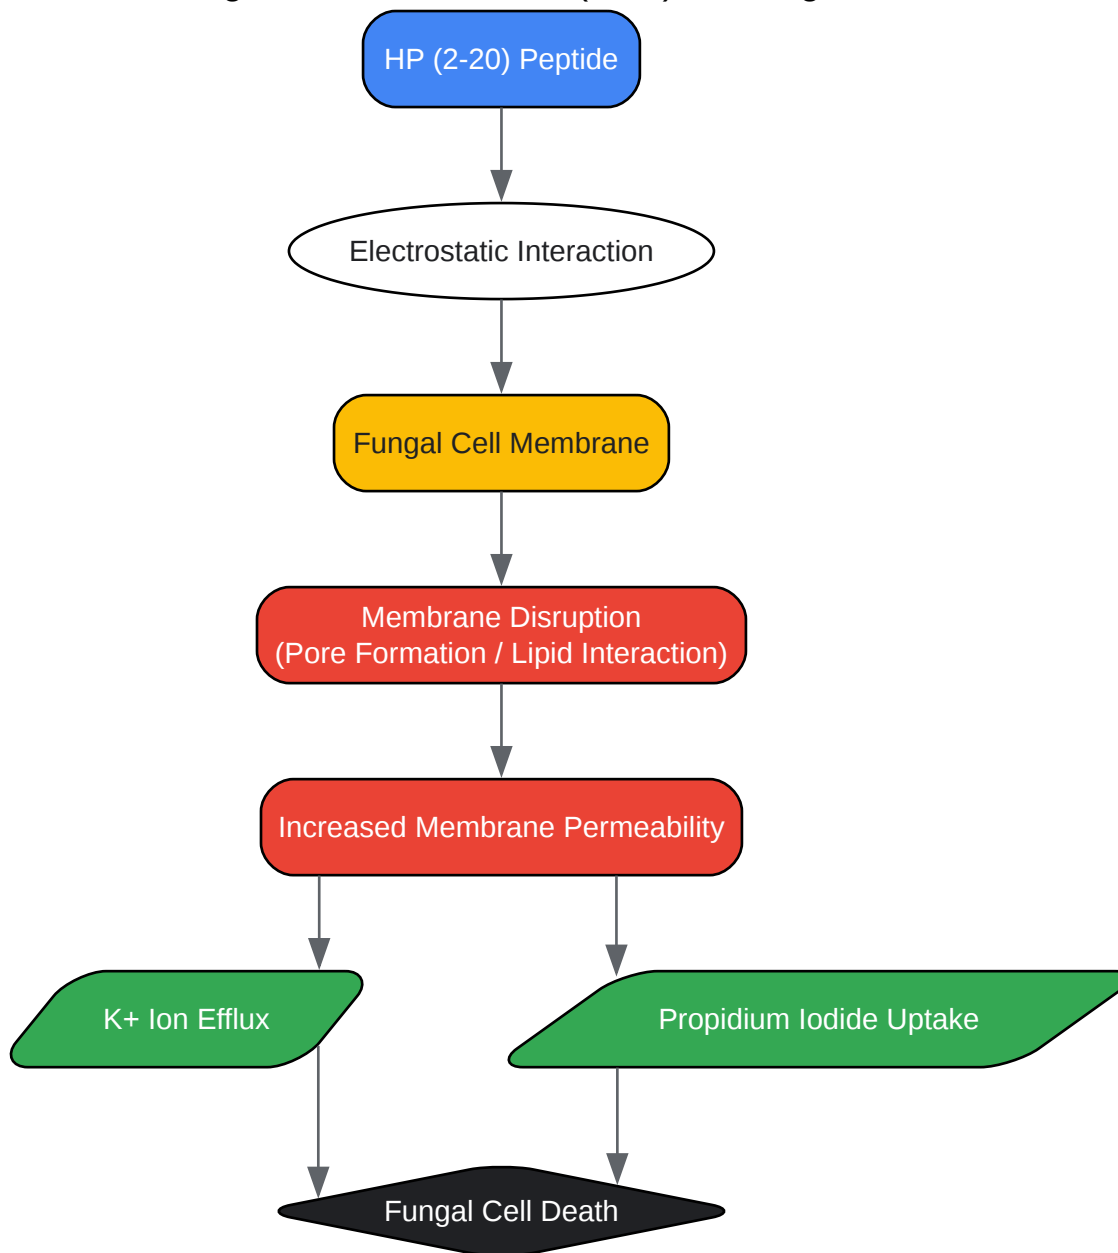 HP (2-20) Peptide
Electrostatic Interaction
Fungal Cell Membrane
Membrane Disruption
(Pore Formation / Lipid Interaction)
Increased Membrane Permeability
K+ Ion Efflux
Propidium Iodide Uptake
Fungal Cell Death